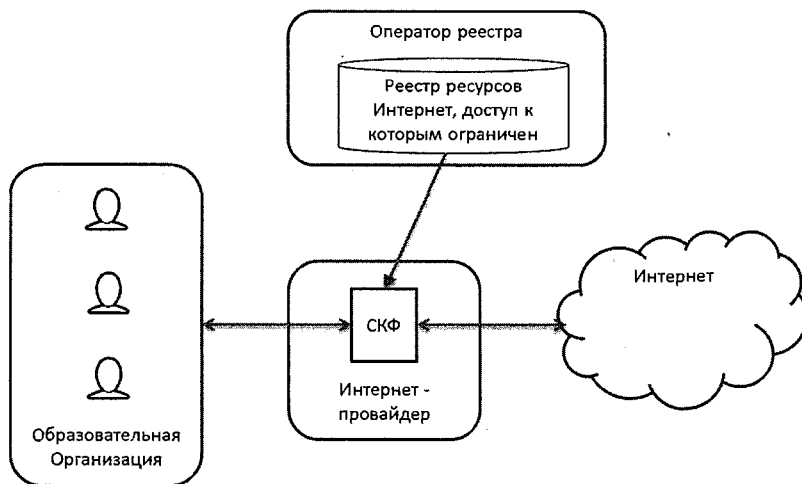 Оператор реестра
Реестр ресурсов
Интернет, доступ к
которым ограничен
Интернет
СКФ
Интернет -
провайдер
Образовательная
Организация